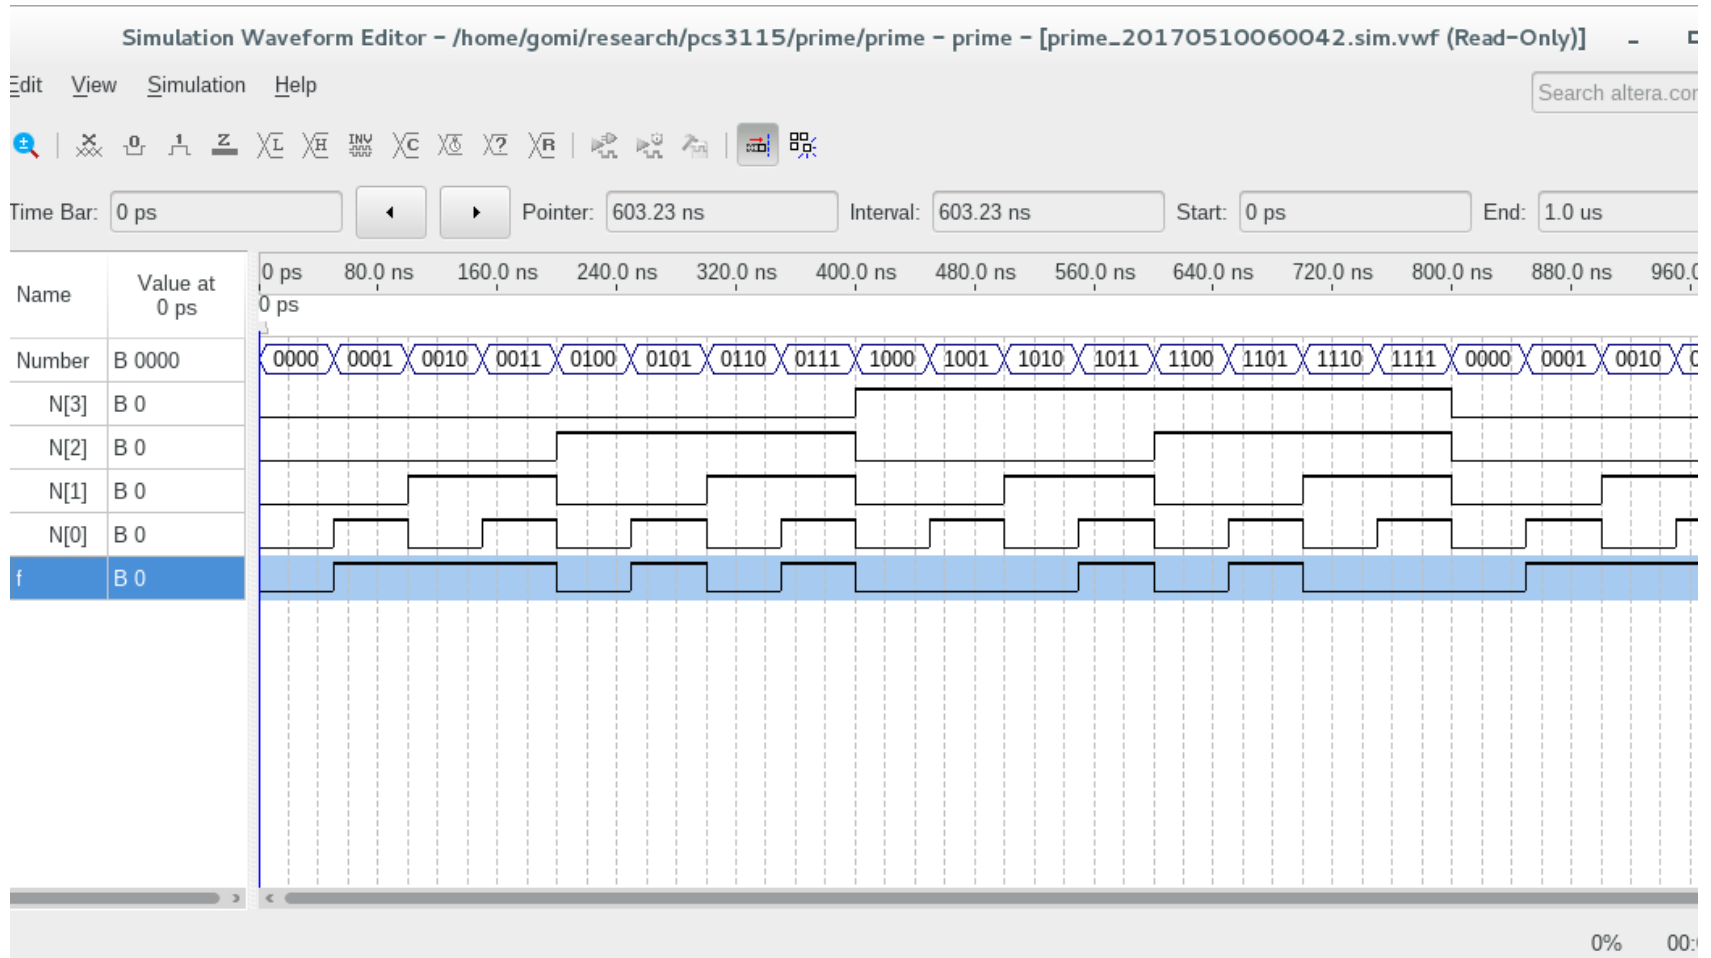 Simulation Waveform Editor - /home/gomi/research/pcs3115/prime/prime - prime - [prime_20170510060042.sim.vwf (Read-Only)]
Edit View Simulation Help
Search altera.cor
Time Bar: 0 ps Pointer: 603.23 ns Interval: 603.23 ns Start: 0 ps End: 1.0 us
Name Value at 0 ps
0 ps 80.0 ns 160.0 ns 240.0 ns 320.0 ns 400.0 ns 480.0 ns 560.0 ns 640.0 ns 720.0 ns 800.0 ns 880.0 ns 960.0
0 ps
Number B 0000 0000 0001 0010 0011 0100 0101 0110 0111 1000 1001 1010 1011 1100 1101 1110 1111 0000 0001 0010
N[3] B 0
N[2] B 0
N[1] B 0
N[0] B 0
f B 0
0% 00: